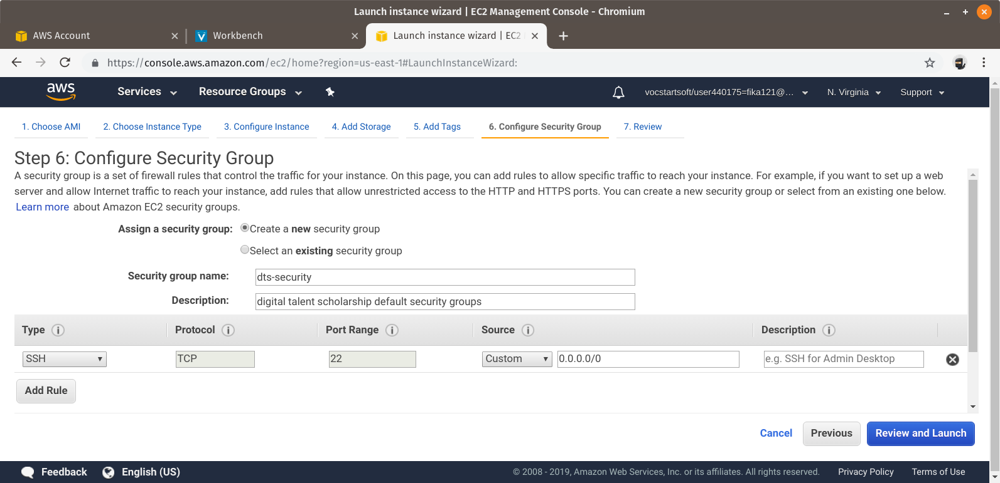 Launch instance wizard | EC2 Management Console - Chromium
AWS Account
Workbench
Launch instance wizard | EC2
https://console.aws.amazon.com/ec2/home?region=us-east-1#LaunchInstanceWizard:
aws
Services
Resource Groups
vocstartsoft/user440175=fika121@...
N. Virginia
Support
1. Choose AMI
2. Choose Instance Type
3. Configure Instance
4. Add Storage
5. Add Tags
6. Configure Security Group
7. Review
Step 6: Configure Security Group
A security group is a set of firewall rules that control the traffic for your instance. On this page, you can add rules to allow specific traffic to reach your instance. For example, if you want to set up a web
server and allow Internet traffic to reach your instance, add rules that allow unrestricted access to the HTTP and HTTPS ports. You can create a new security group or select from an existing one below.
Learn more about Amazon EC2 security groups.
Assign a security group: Create a new security group
Select an existing security group
Security group name: dts-security
Description: digital talent scholarship default security groups
Type i Protocol i Port Range i Source i Description i
SSH TCP 22 Custom 0.0.0.0/0 e.g. SSH for Admin Desktop
Add Rule
Cancel Previous Review and Launch
Feedback English (US) © 2008 - 2019, Amazon Web Services, Inc. or its affiliates. All rights reserved. Privacy Policy Terms of Use